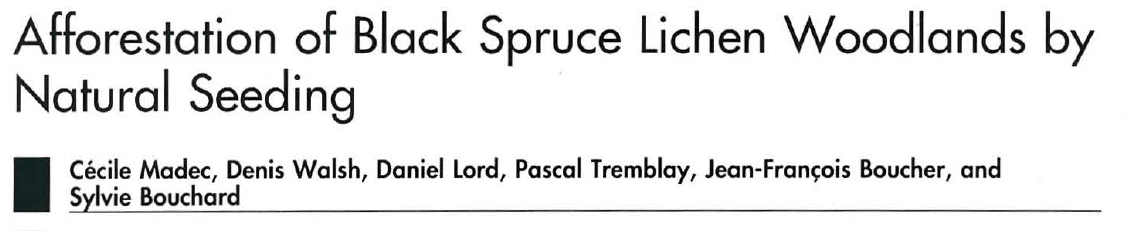 Afforestation of Black Spruce Lichen Woodlands by
Natural Seeding
Cécile Madec, Denis Walsh, Daniel Lord, Pascal Tremblay, Jean-François Boucher, and
Sylvie Bouchard